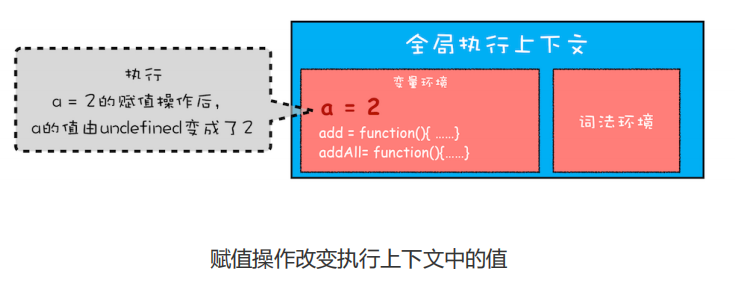 全局执行上下文
执行
a = 2的赋值操作后，
a的值由undefined变成了2
变量环境
a = 2
add = function(){ ……}
addAll= function(){……}
词法环境
赋值操作改变执行上下文中的值